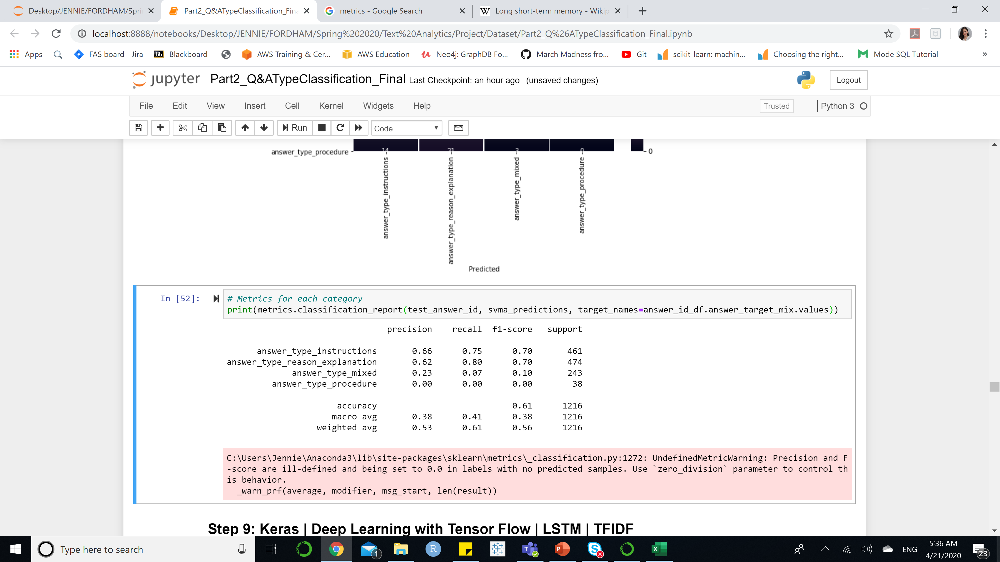 Desktop/JENNIE/FORDHAM/Spri
Part2_Q&ATypeClassification_Fina
metrics - Google Search
W Long short-term memory - Wikip
localhost:8888/notebooks/Desktop/JENNIE/FORDHAM/Spring%202020/Text%20Analytics/Project/Dataset/Part2_Q%26ATypeClassification_Final.ipynb
Apps FAS board - Jira Bb Blackboard AWS Training & Cer... AWS Education Neo4j: GraphDB Fo... March Madness fro... Git scikit-learn: machin... Choosing the right... Mode SQL Tutorial »
jupyter Part2_Q&ATypeClassification_Final Last Checkpoint: an hour ago (unsaved changes) Logout
File Edit View Insert Cell Kernel Widgets Help Trusted Python 3
Run Code
14 21 3 0
answer_type_procedure - - 0
answer_type_instructions -
answer_type_reason_explanation -
answer_type_mixed -
answer_type_procedure -
Predicted
In [52]: # Metrics for each category
print(metrics.classification_report(test_answer_id, svma_predictions, target_names=answer_id_df.answer_target_mix.values))
precision recall f1-score support
answer_type_instructions 0.66 0.75 0.70 461
answer_type_reason_explanation 0.62 0.80 0.70 474
answer_type_mixed 0.23 0.07 0.10 243
answer_type_procedure 0.00 0.00 0.00 38
accuracy 0.61 1216
macro avg 0.38 0.41 0.38 1216
weighted avg 0.53 0.61 0.56 1216
C:\Users\Jennie\Anaconda3\lib\site-packages\sklearn\metrics\_classification.py:1272: UndefinedMetricWarning: Precision and F
-score are ill-defined and being set to 0.0 in labels with no predicted samples. Use `zero_division` parameter to control th
is behavior.
_warn_prf(average, modifier, msg_start, len(result))
Step 9: Keras | Deep Learning with Tensor Flow | LSTM | TFIDF
Type here to search
1
R
T
P
S
X
ENG
5:36 AM
4/21/2020
23